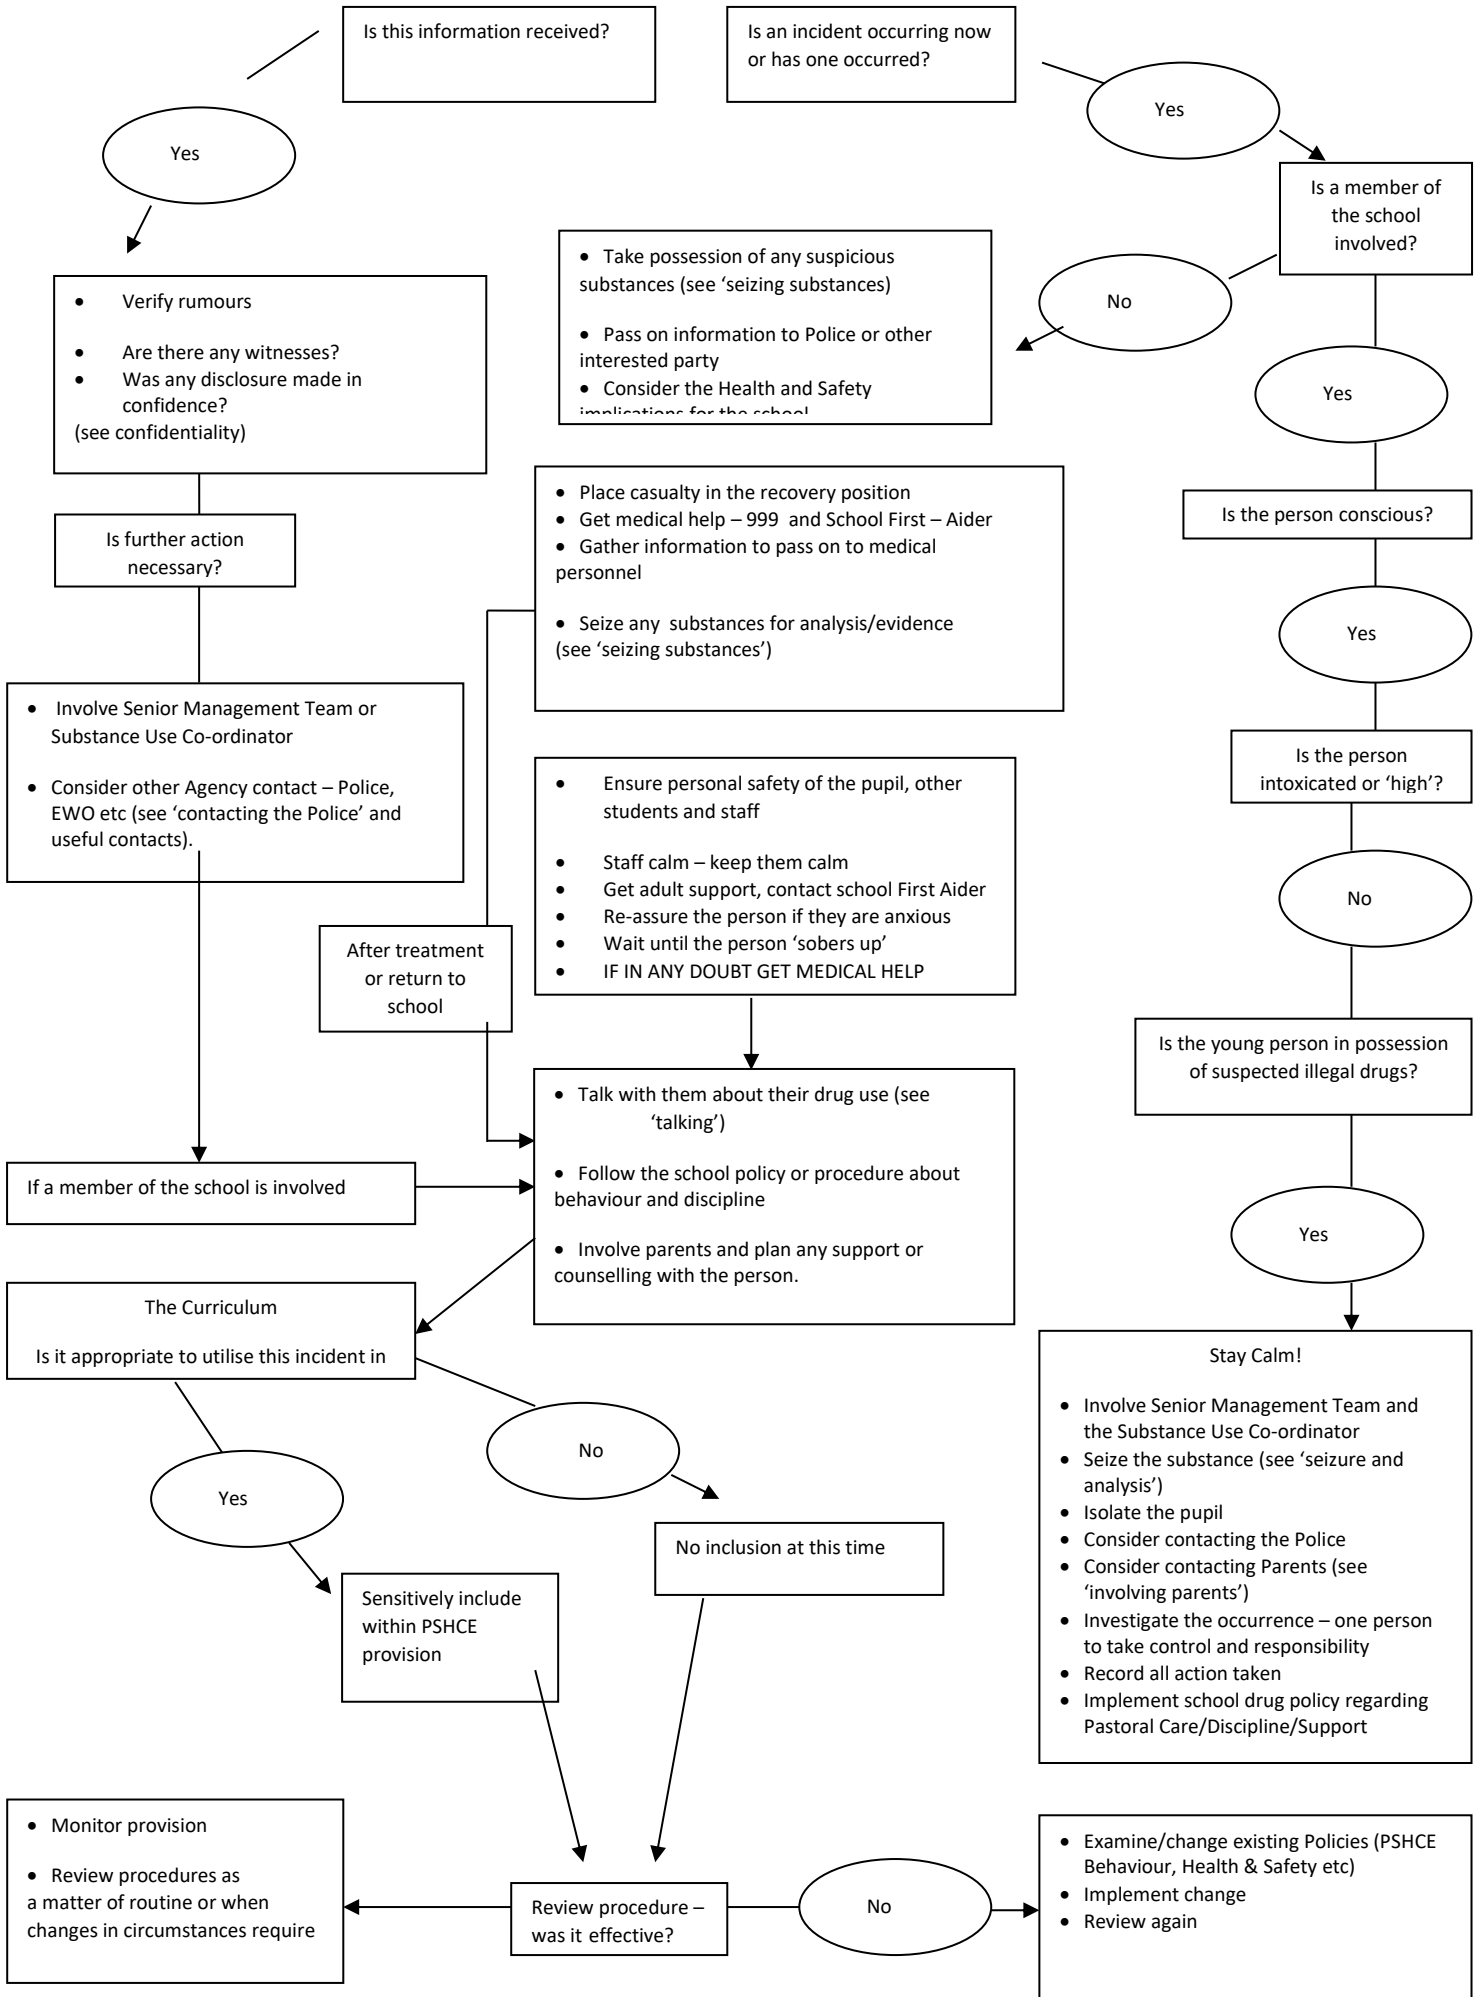 Is this information received?
Is an incident occurring now
or has one occurred?
Yes
Yes
Is a member of
the school
involved?
• Take possession of any suspicious
substances (see ‘seizing substances)
• Pass on information to Police or other
interested party
• Consider the Health and Safety
implications for the school
No
• Verify rumours
• Are there any witnesses?
• Was any disclosure made in
confidence?
(see confidentiality)
Yes
• Place casualty in the recovery position
• Get medical help – 999 and School First – Aider
• Gather information to pass on to medical
personnel
• Seize any substances for analysis/evidence
(see ‘seizing substances’)
Is the person conscious?
Is further action
necessary?
Yes
• Involve Senior Management Team or
Substance Use Co-ordinator
• Consider other Agency contact – Police,
EWO etc (see ‘contacting the Police’ and
useful contacts).
Is the person
intoxicated or ‘high’?
• Ensure personal safety of the pupil, other
students and staff
• Staff calm – keep them calm
• Get adult support, contact school First Aider
• Re-assure the person if they are anxious
• Wait until the person ‘sobers up’
• IF IN ANY DOUBT GET MEDICAL HELP
No
After treatment
or return to
school
Is the young person in possession
of suspected illegal drugs?
• Talk with them about their drug use (see
‘talking’)
• Follow the school policy or procedure about
behaviour and discipline
• Involve parents and plan any support or
counselling with the person.
If a member of the school is involved
Yes
The Curriculum
Is it appropriate to utilise this incident in
Stay Calm!
• Involve Senior Management Team and
the Substance Use Co-ordinator
• Seize the substance (see ‘seizure and
analysis’)
• Isolate the pupil
• Consider contacting the Police
• Consider contacting Parents (see
‘involving parents’)
• Investigate the occurrence – one person
to take control and responsibility
• Record all action taken
• Implement school drug policy regarding
Pastoral Care/Discipline/Support
No
Yes
No inclusion at this time
Sensitively include
within PSHCE
provision
• Monitor provision
• Review procedures as
a matter of routine or when
changes in circumstances require
Review procedure –
was it effective?
No
• Examine/change existing Policies (PSHCE
Behaviour, Health & Safety etc)
• Implement change
• Review again